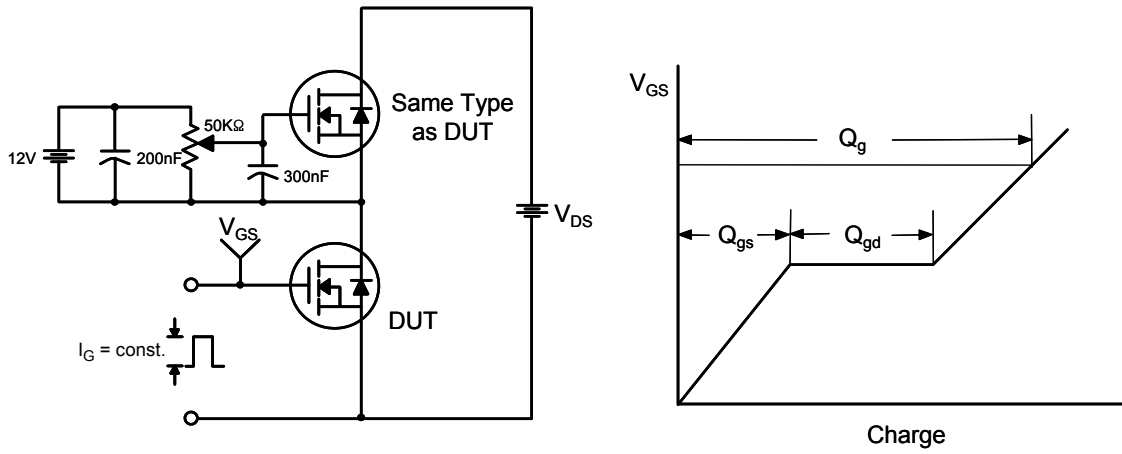 12V
200nF
50KΩ
300nF
Same Type
as DUT
V_DS
V_GS
DUT
I_G = const.
V_GS
Q_g
Q_gs
Q_gd
Charge